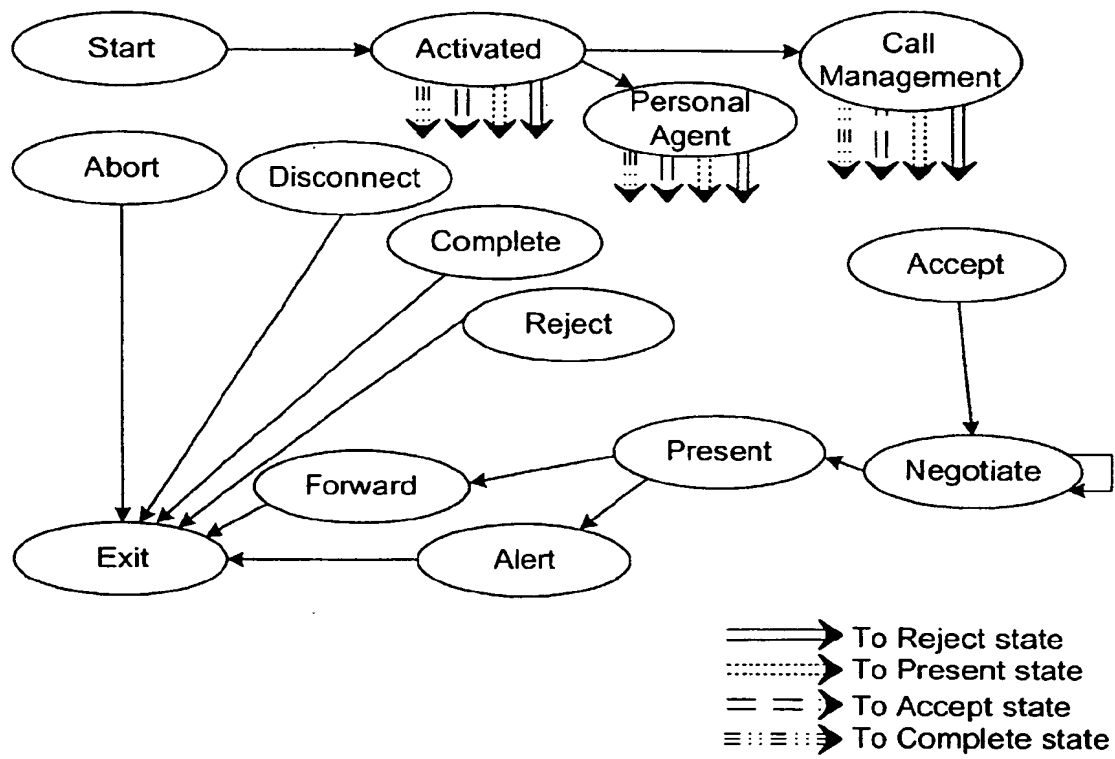 Start
Activated
Call
Management
Personal
Agent
Abort
Disconnect
Complete
Accept
Reject
Present
Negotiate
Forward
Exit
Alert
To Reject state
To Present state
To Accept state
To Complete state